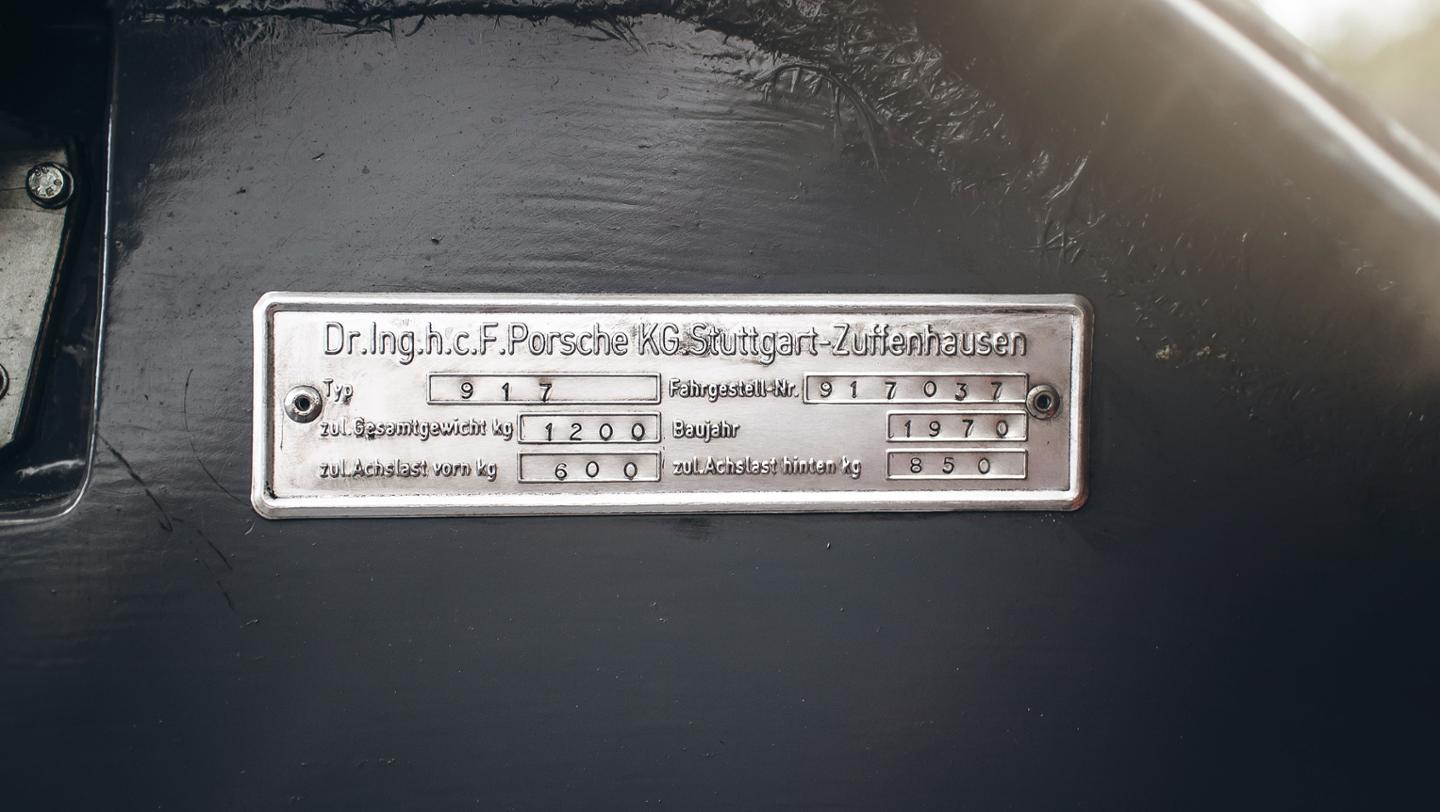 Dr.Ing.h.c.F.Porsche KG.Stuttgart-Zuffenhausen
Typ 917 Fahrgestell-Nr. 917037
zul.Gesamtgewicht kg 1200 Baujahr 1970
zul.Achslast vorn kg 600 zul.Achslast hinten kg 850